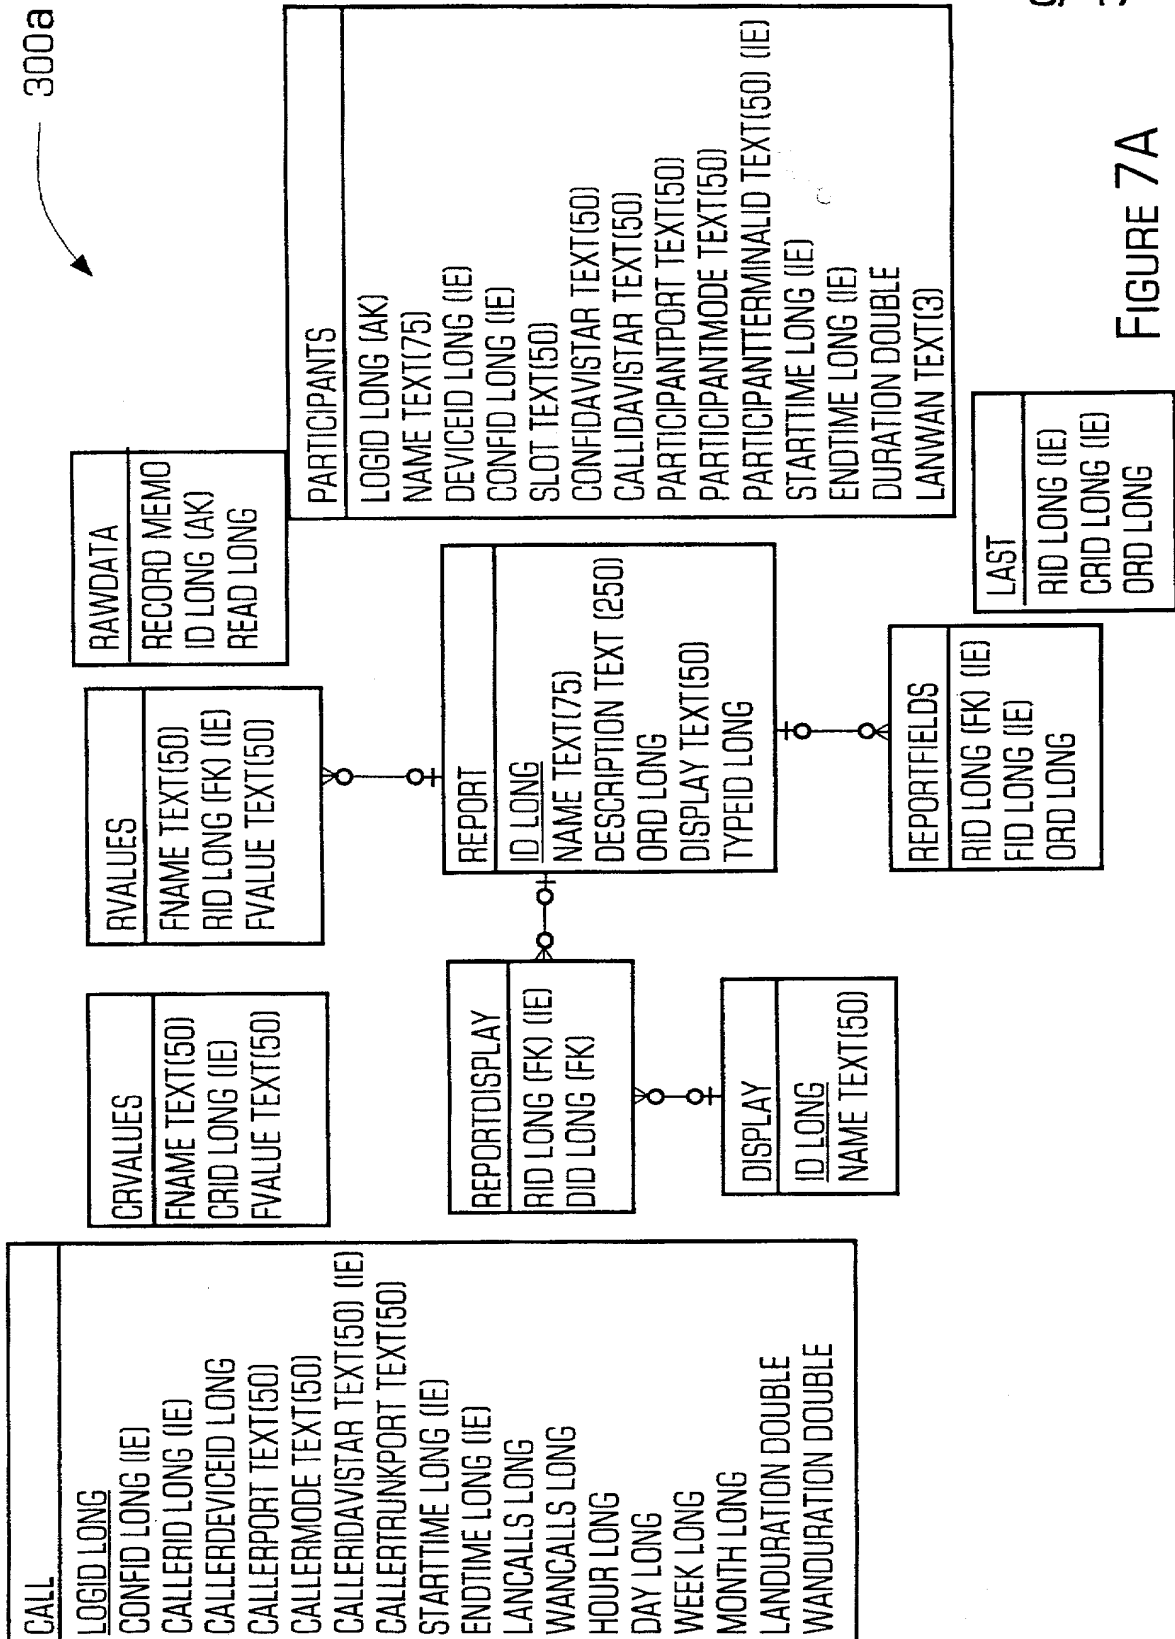 300a
CALL
LOGID LONG
CONFID LONG (IE)
CALLERID LONG (IE)
CALLERDEVICEID LONG
CALLERPORT TEXT(50)
CALLERMODE TEXT(50)
CALLERIDAVISTAR TEXT(50) (IE)
CALLERTRUNKPORT TEXT(50)
STARTTIME LONG (IE)
ENDTIME LONG (IE)
LANCALLS LONG
WANCALLS LONG
HOUR LONG
DAY LONG
WEEK LONG
MONTH LONG
LANDURATION DOUBLE
WANDURATION DOUBLE
CRVALUES
FNAME TEXT(50)
CRID LONG (IE)
FVALUE TEXT(50)
RVALUES
FNAME TEXT(50)
RID LONG (FK) (IE)
FVALUE TEXT(50)
RAWDATA
RECORD MEMO
ID LONG (AK)
READ LONG
REPORTDISPLAY
RID LONG (FK) (IE)
DID LONG (FK)
DISPLAY
ID LONG
NAME TEXT(50)
REPORT
ID LONG
NAME TEXT(75)
DESCRIPTION TEXT (250)
ORD LONG
DISPLAY TEXT(50)
TYPEID LONG
REPORTFIELDS
RID LONG (FK) (IE)
FID LONG (IE)
ORD LONG
PARTICIPANTS
LOGID LONG (AK)
NAME TEXT(75)
DEVICEID LONG (IE)
CONFID LONG (IE)
SLOT TEXT(50)
CONFIDAVISTAR TEXT(50)
CALLIDAVISTAR TEXT(50)
PARTICIPANTPORT TEXT(50)
PARTICIPANTMODE TEXT(50)
PARTICIPANTTERMINALID TEXT(50) (IE)
STARTTIME LONG (IE)
ENDTIME LONG (IE)
DURATION DOUBLE
LANWAN TEXT(3)
LAST
RID LONG (IE)
CRID LONG (IE)
ORD LONG
FIGURE 7A